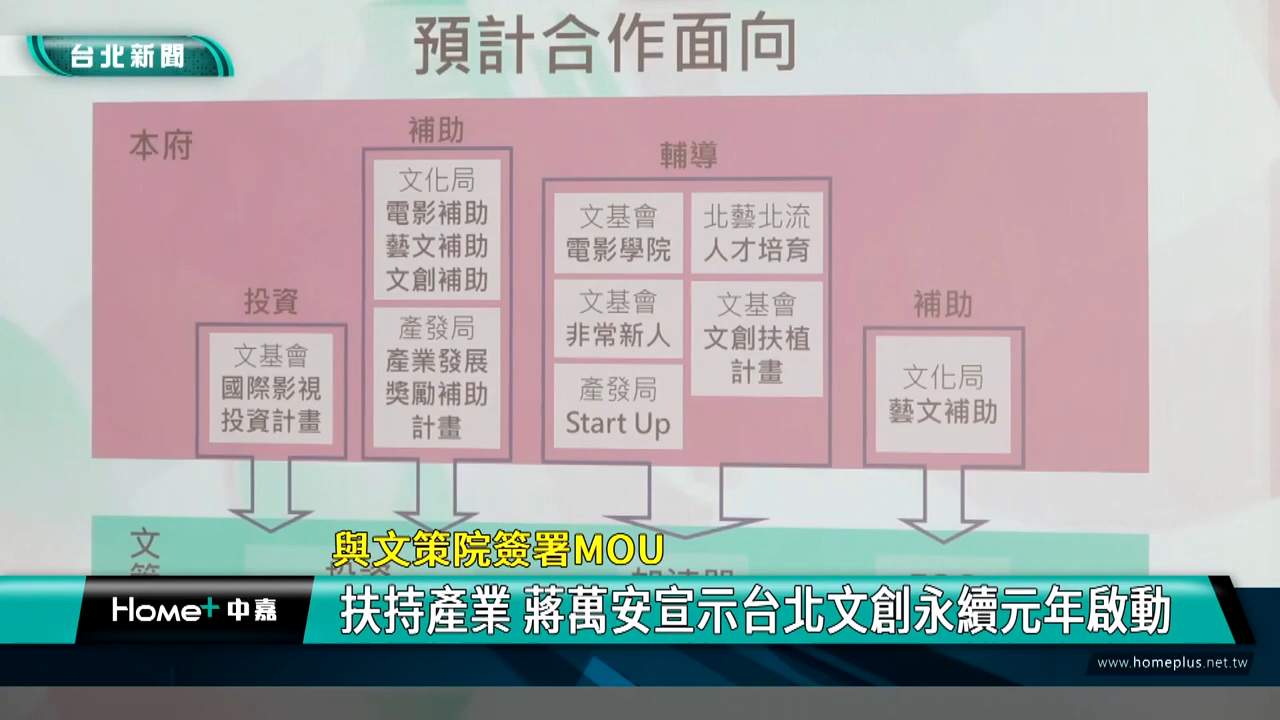 台北新聞
預計合作面向
本府
補助
文化局
電影補助
藝文補助
文創補助
產發局
產業發展
獎勵補助
計畫
輔導
文基會
電影學院
北藝北流
人才培育
文基會
非常新人
文基會
文創扶植
計畫
產發局
Start Up
投資
文基會
國際影視
投資計畫
補助
文化局
藝文補助
文
與文策院簽署MOU
Home+中嘉
扶持產業 蔣萬安宣示台北文創永續元年啟動
www.homeplus.net.tw